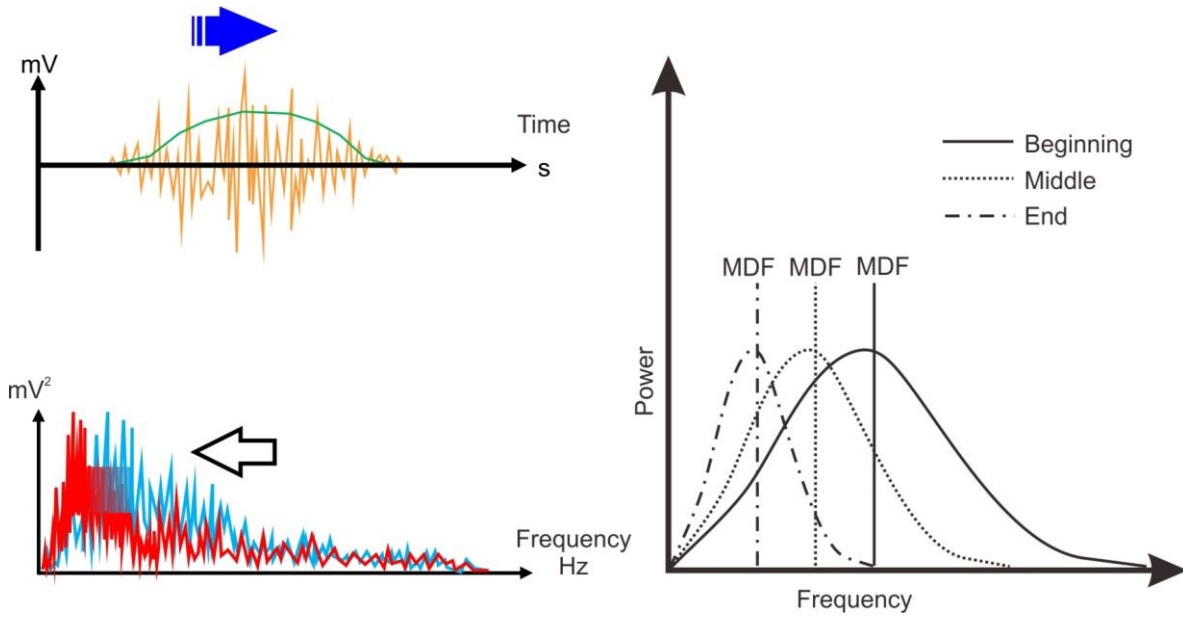 mV
Time
s
mV²
Frequency
Hz
Beginning
Middle
End
MDF MDF MDF
Power
Frequency